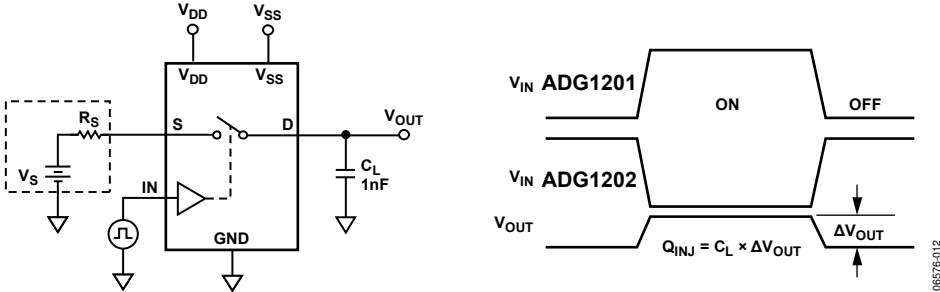 VDD VSS
VDD VSS
RS
S D VOUT
VS
CL
1nF
IN
GND
VIN ADG1201
ON OFF
VIN ADG1202
VOUT
QINJ = CL × ΔVOUT
ΔVOUT
06576-012